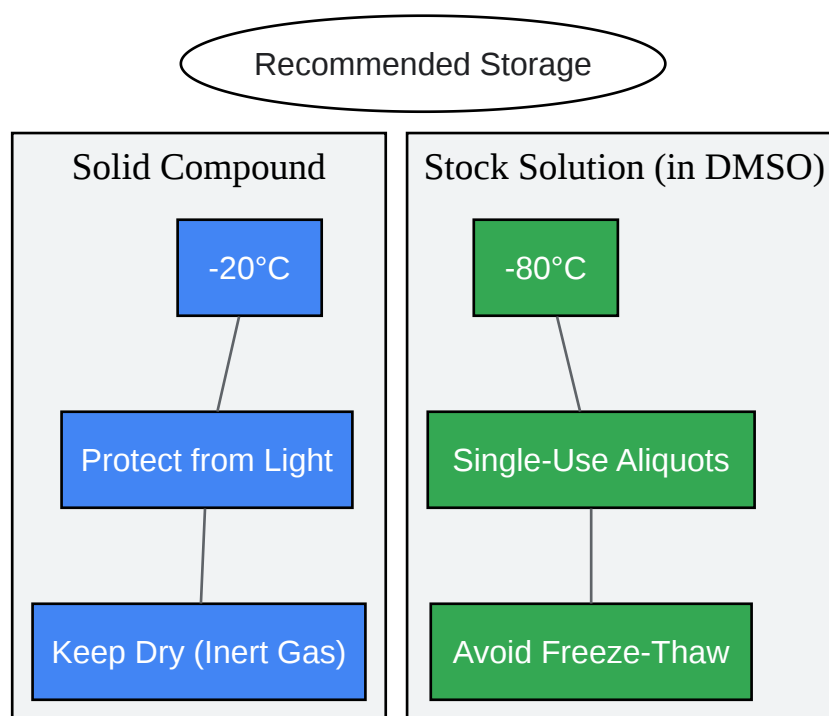 Recommended Storage
Solid Compound
-20°C
Protect from Light
Keep Dry (Inert Gas)
Stock Solution (in DMSO)
-80°C
Single-Use Aliquots
Avoid Freeze-Thaw